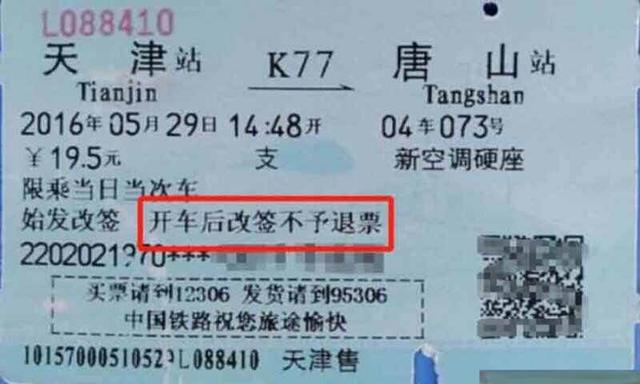 L088410
天津站 K77 唐山站
Tianjin Tangshan
2016年05月29日14:48开 04车073号
￥19.5元 支 新空调硬座
限乘当日当次车
始发改签 开车后改签不予退票
2202021970***
买票请到12306 发货请到95306
中国铁路祝您旅途愉快
L088410 天津售